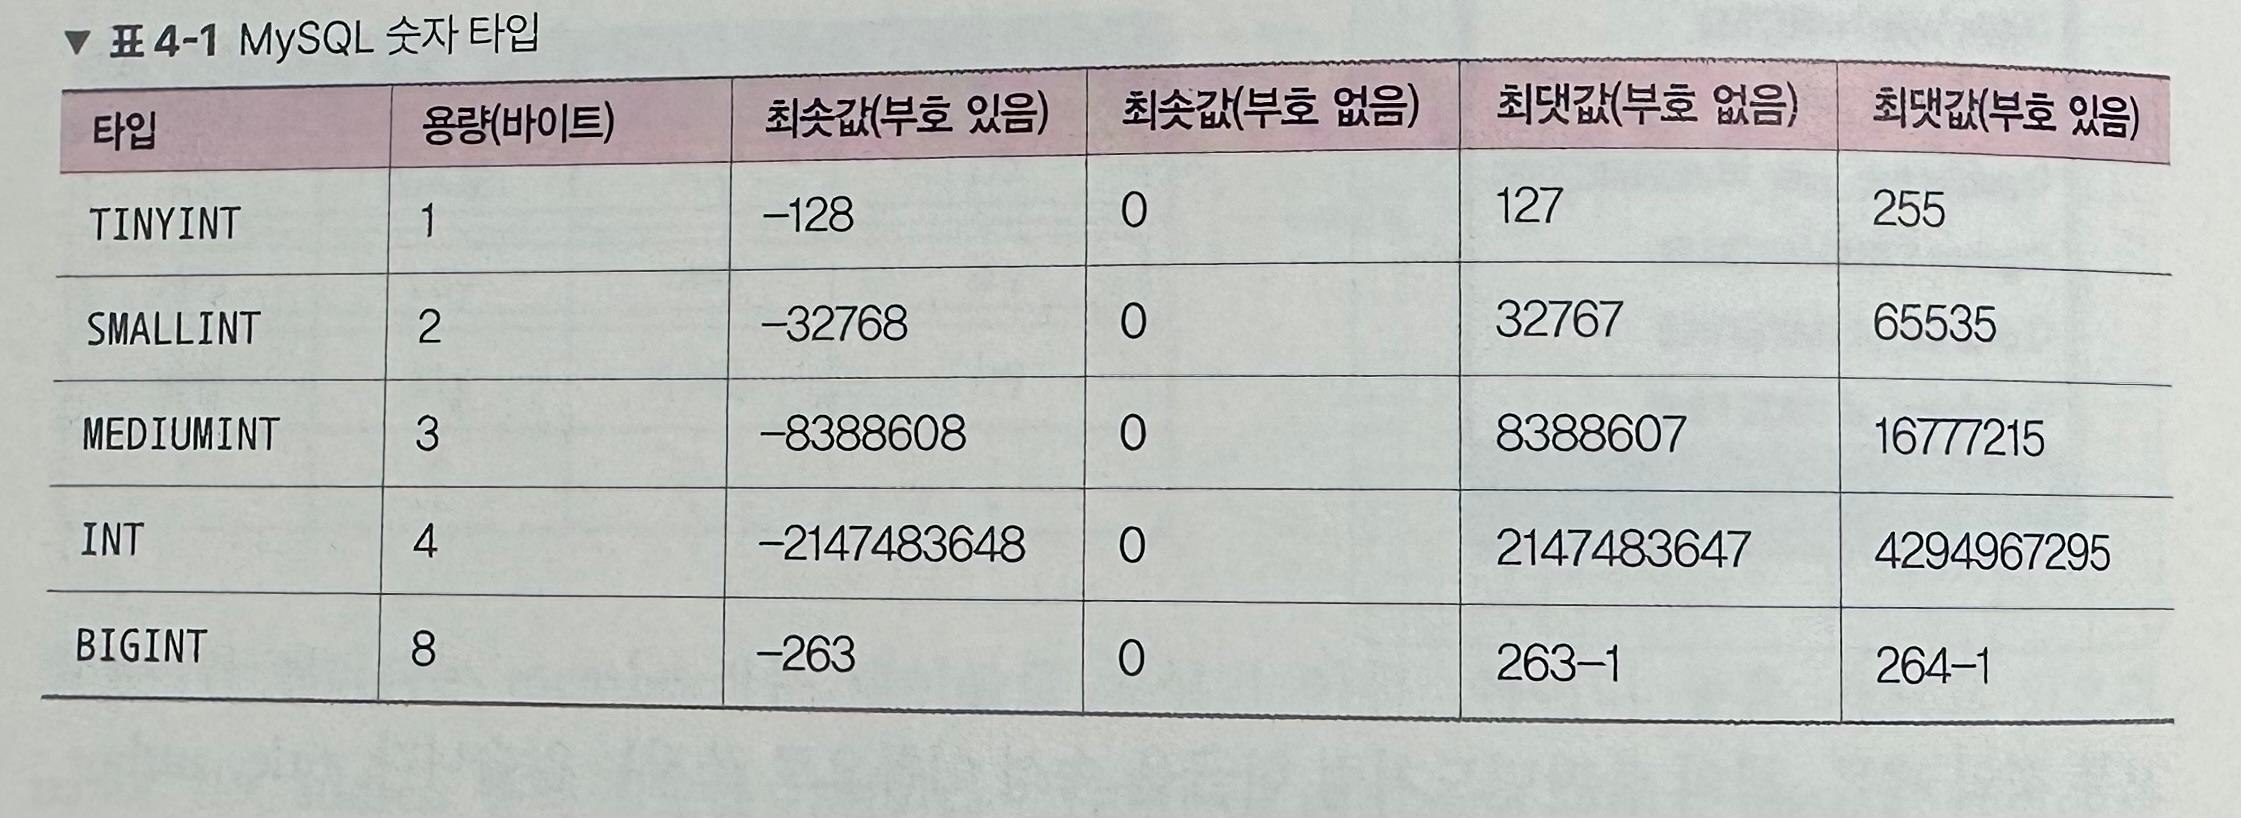 ▼ 표 4-1 MySQL 숫자 타입
타입 용량(바이트) 최솟값(부호 있음) 최솟값(부호 없음) 최댓값(부호 없음) 최댓값(부호 있음)
TINYINT 1 –128 0 127 255
SMALLINT 2 –32768 0 32767 65535
MEDIUMINT 3 –8388608 0 8388607 16777215
INT 4 –2147483648 0 2147483647 4294967295
BIGINT 8 –263 0 263–1 264–1